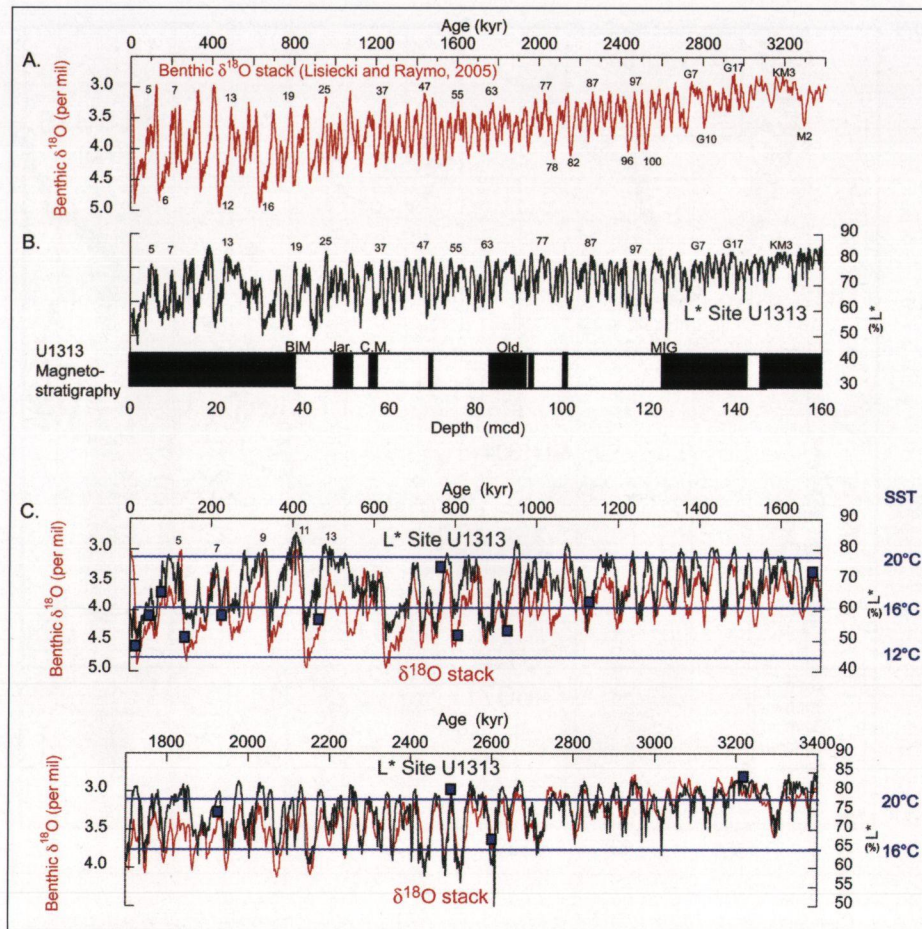 Age (kyr)
0 400 800 1200 1600 2000 2400 2800 3200
A.
Benthic δ18O stack (Lisiecki and Raymo, 2005)
Benthic δ18O (per mil)
3.0
3.5
4.0
4.5
5.0
5 7 13 19 25 37 47 55 63 77 87 97 G7 G17 KM3
6 12 16 78 82 96 100 G10 M2
B.
5 7 13 19 25 37 47 55 63 77 87 97 G7 G17 KM3
90
80
70
60
50
40
30
L*
(%)
L* Site U1313
B\M Jar. C.M. Old. M\G
U1313
Magneto-
stratigraphy
0 20 40 60 80 100 120 140 160
Depth (mcd)
C.
Age (kyr)
0 200 400 600 800 1000 1200 1400 1600
SST
Benthic δ18O (per mil)
3.0
3.5
4.0
4.5
5.0
5 7 9 11 13
L* Site U1313
δ18O stack
90
80
70
60
50
40
L*
(%)
20°C
16°C
12°C
Age (kyr)
1800 2000 2200 2400 2600 2800 3000 3200 3400
Benthic δ18O (per mil)
3.0
3.5
4.0
L* Site U1313
δ18O stack
90
85
80
75
70
65
60
55
50
L*
(%)
20°C
16°C